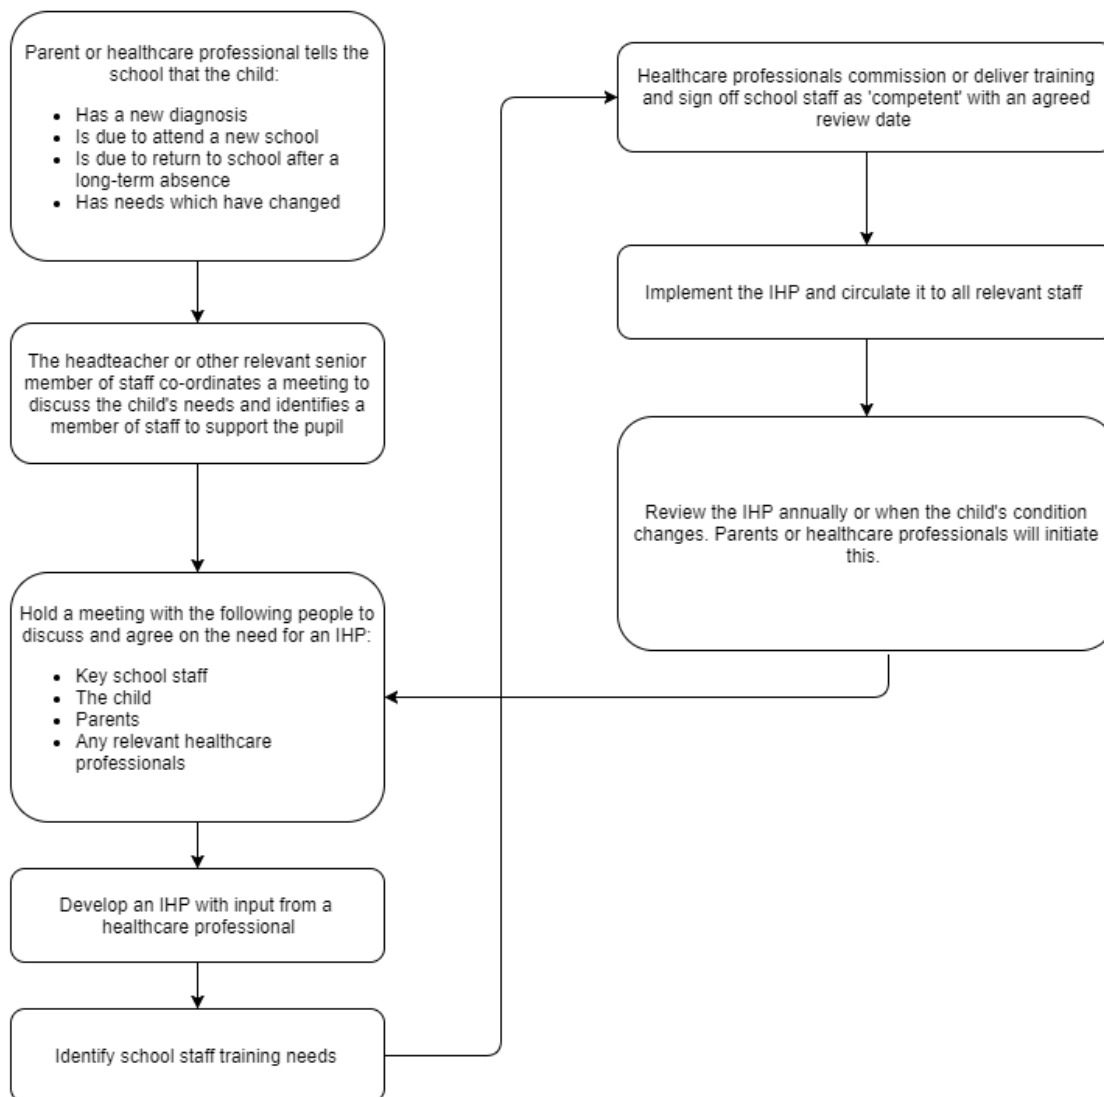 Parent or healthcare professional tells the
school that the child:
• Has a new diagnosis
• Is due to attend a new school
• Is due to return to school after a
long-term absence
• Has needs which have changed
The headteacher or other relevant senior
member of staff co-ordinates a meeting to
discuss the child's needs and identifies a
member of staff to support the pupil
Hold a meeting with the following people to
discuss and agree on the need for an IHP:
• Key school staff
• The child
• Parents
• Any relevant healthcare
professionals
Develop an IHP with input from a
healthcare professional
Identify school staff training needs
Healthcare professionals commission or deliver training
and sign off school staff as 'competent' with an agreed
review date
Implement the IHP and circulate it to all relevant staff
Review the IHP annually or when the child's condition
changes. Parents or healthcare professionals will initiate
this.